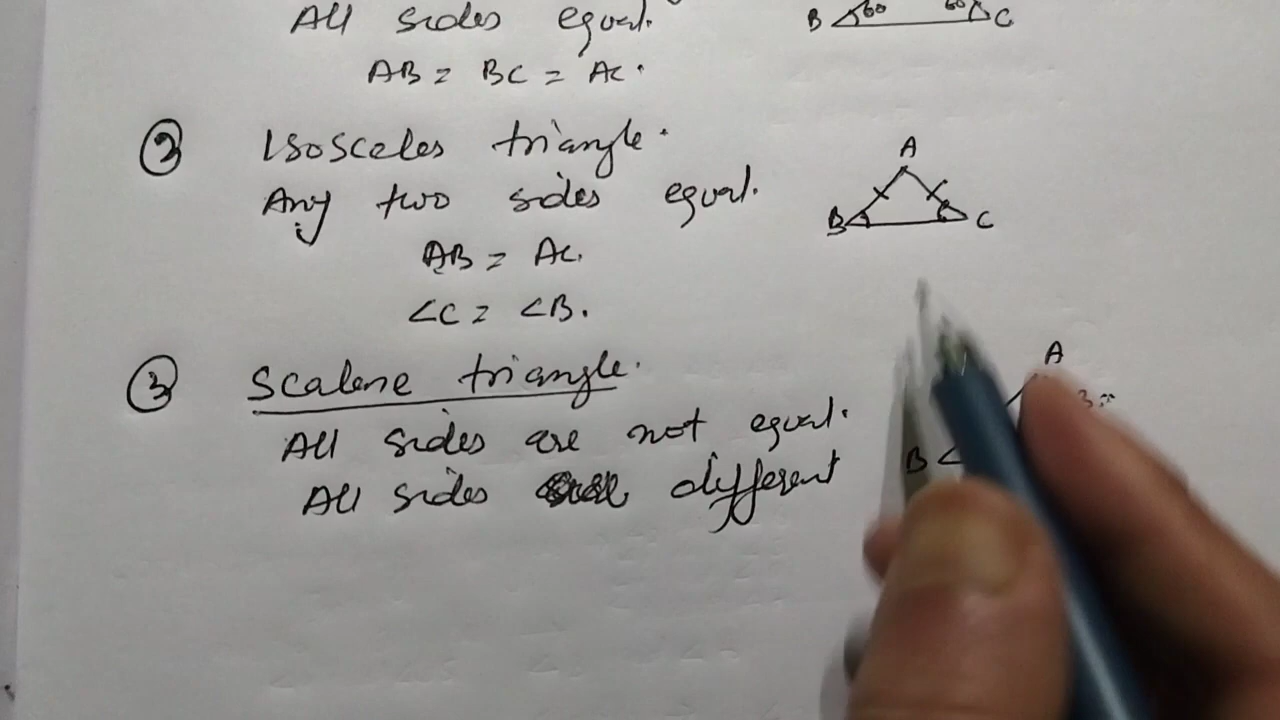 All sides equal.
B 60 60 C
AB = BC = AC.
② Isosceles triangle.
A
Any two sides equal.
B C
AB = AC.
∠C = ∠B.
③ Scalene triangle.
A
All sides are not equal.
B
All sides different